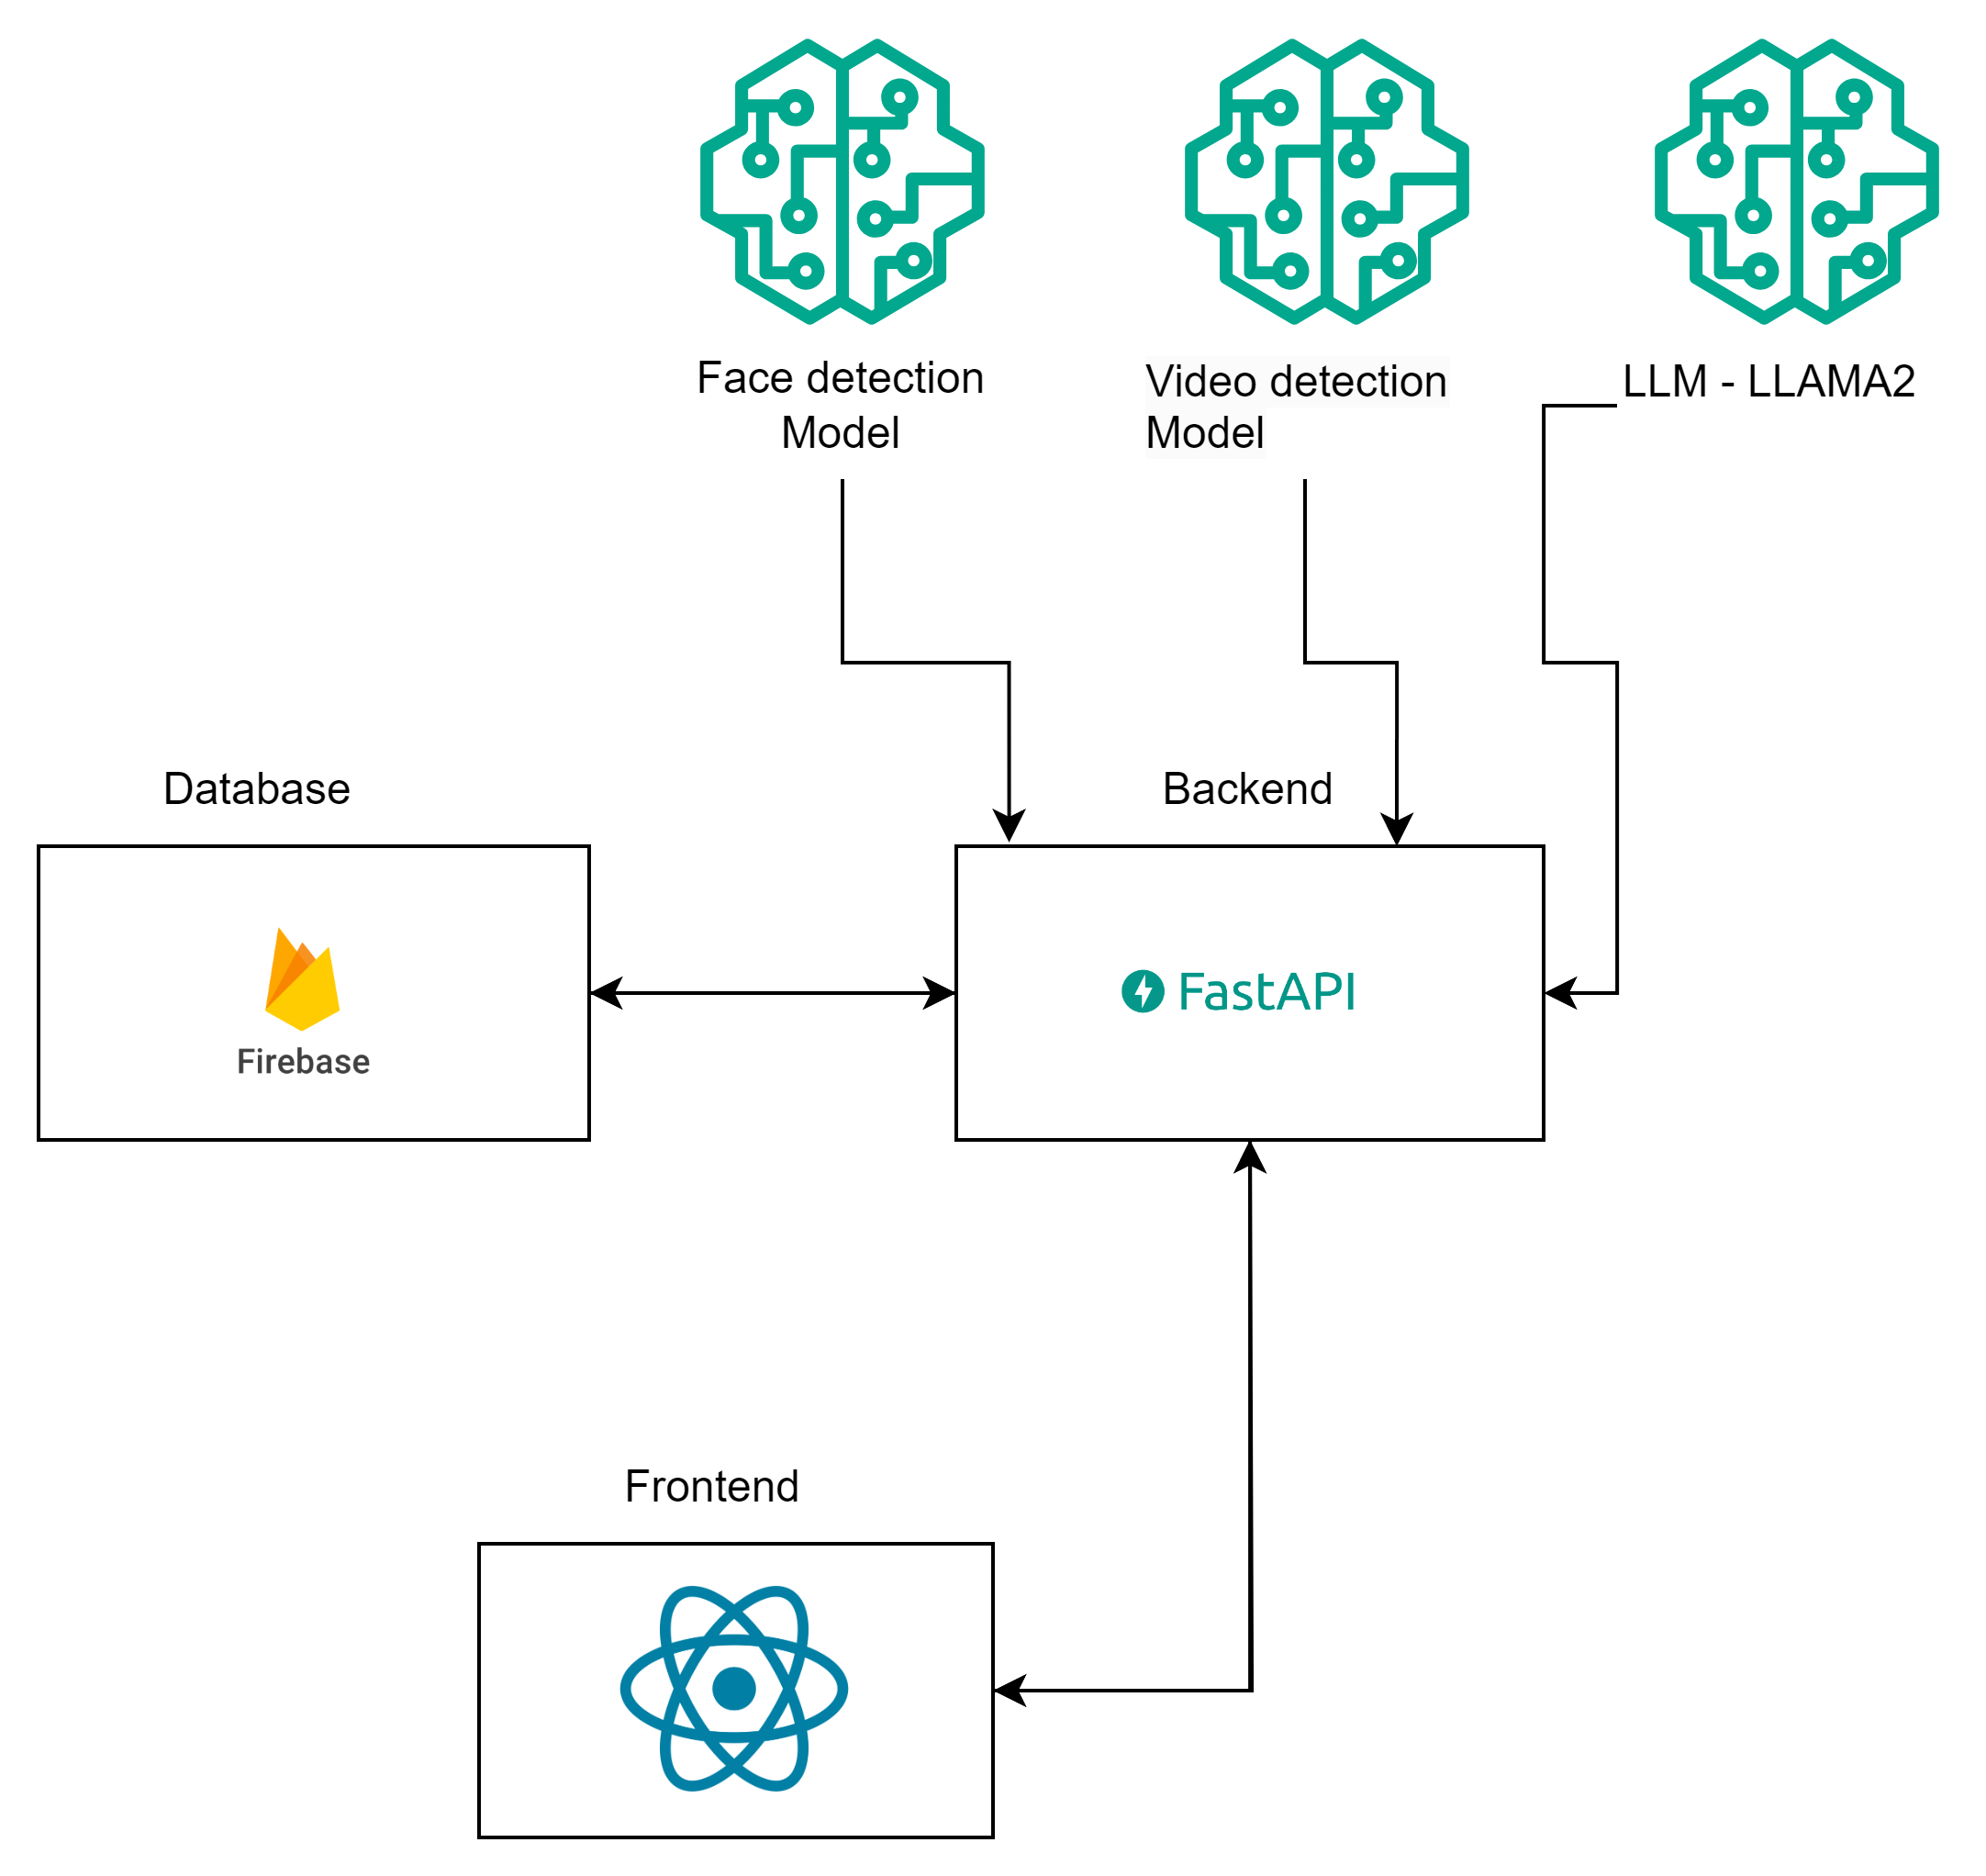 Face detection
Model
Video detection
Model
LLM - LLAMA2
Database
Backend
Firebase
FastAPI
Frontend